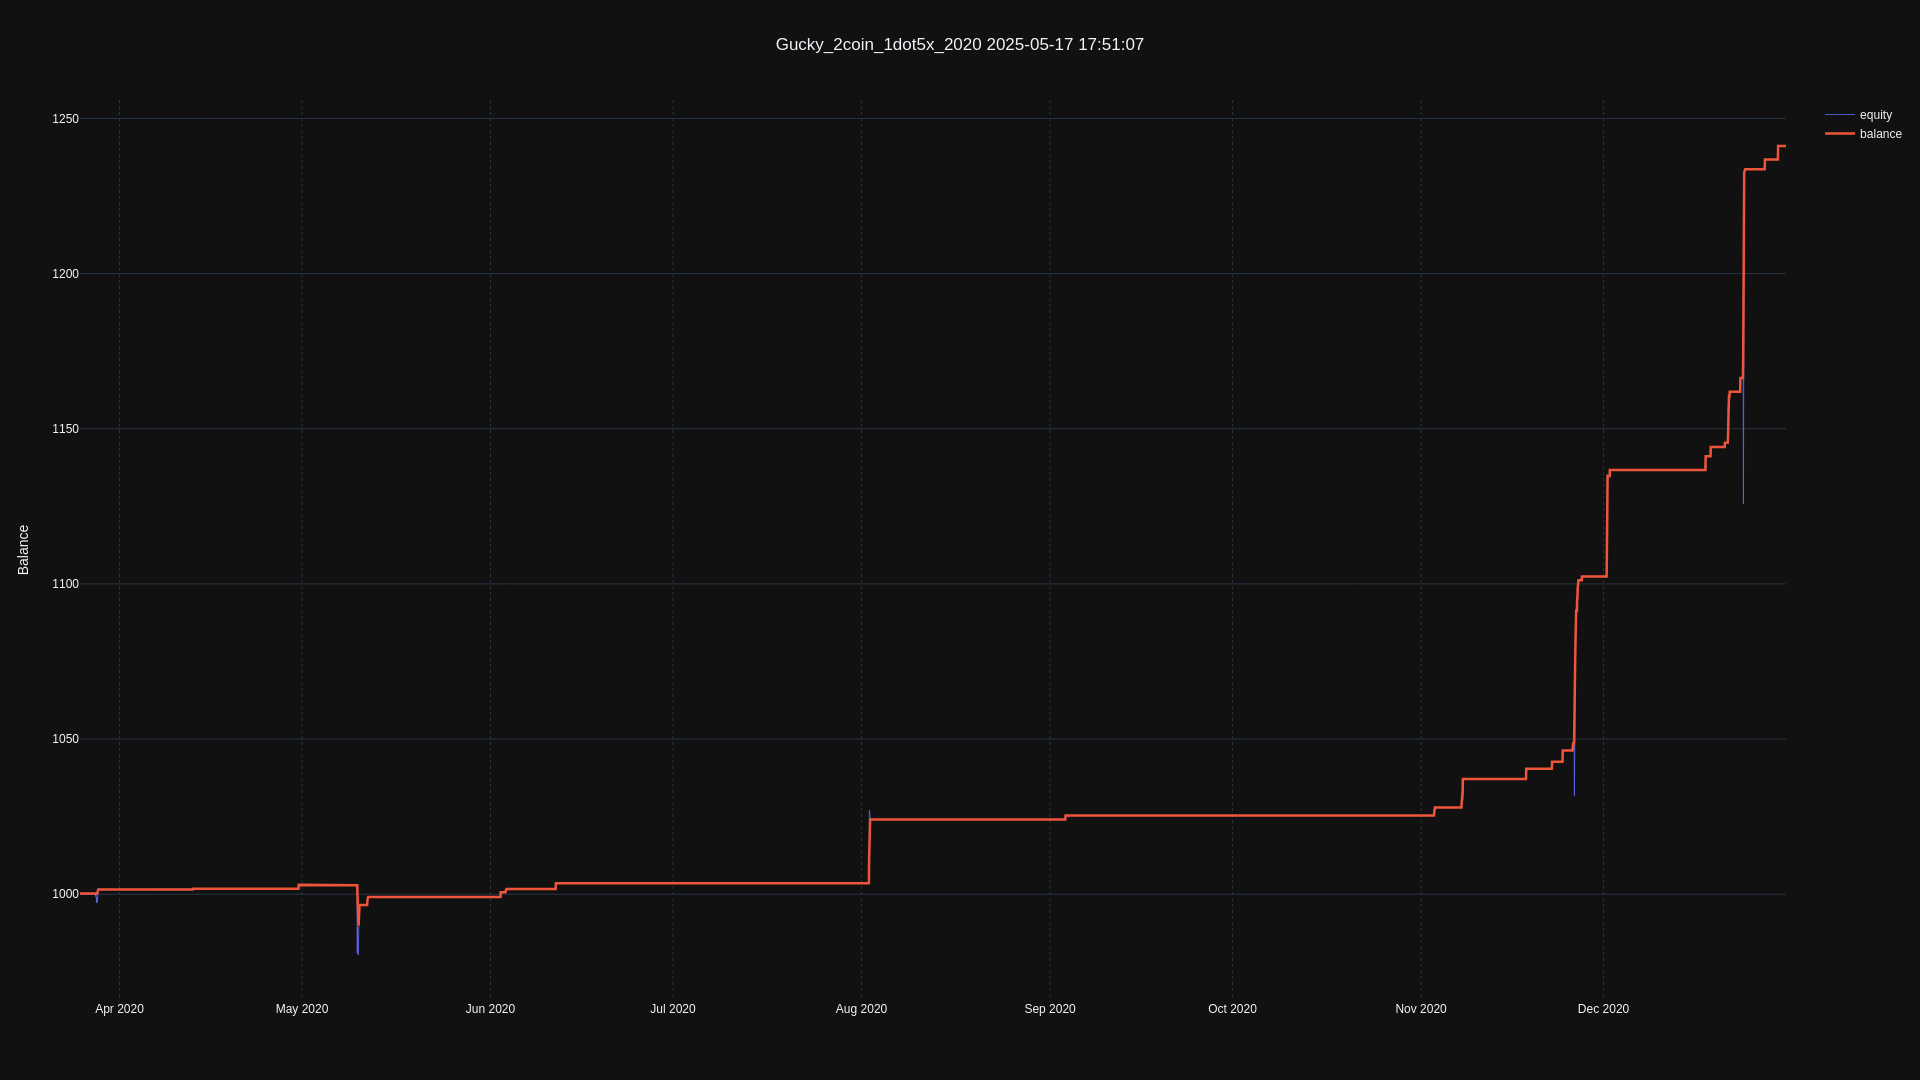 Gucky_2coin_1dot5x_2020 2025-05-17 17:51:07
equity
balance
1250
1200
1150
1100
1050
1000
Balance
Apr 2020
May 2020
Jun 2020
Jul 2020
Aug 2020
Sep 2020
Oct 2020
Nov 2020
Dec 2020